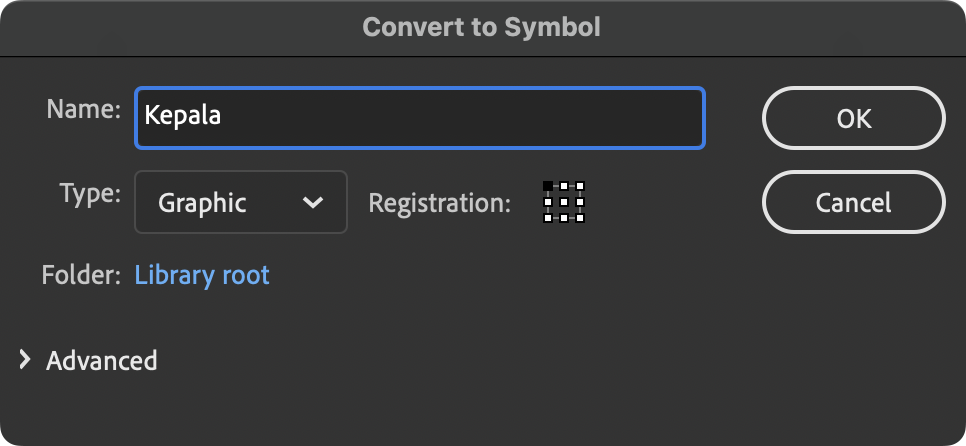 Convert to Symbol
Name: Kepala
OK
Type: Graphic Registration:
Cancel
Folder: Library root
Advanced